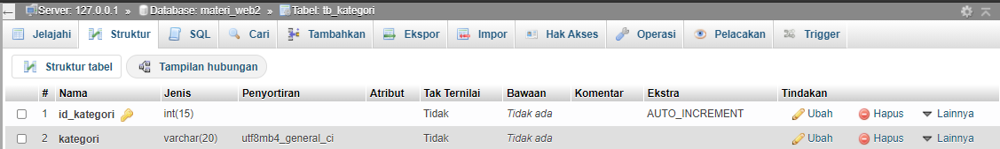 Server: 127.0.0.1 » Database: materi_web2 » Tabel: tb_kategori
Jelajahi Struktur SQL Cari Tambahkan Ekspor Impor Hak Akses Operasi Pelacakan Trigger
Struktur tabel Tampilan hubungan
# Nama Jenis Penyortiran Atribut Tak Ternilai Bawaan Komentar Ekstra Tindakan
1 id_kategori int(15) Tidak Tidak ada AUTO_INCREMENT Ubah Hapus Lainnya
2 kategori varchar(20) utf8mb4_general_ci Tidak Tidak ada Ubah Hapus Lainnya